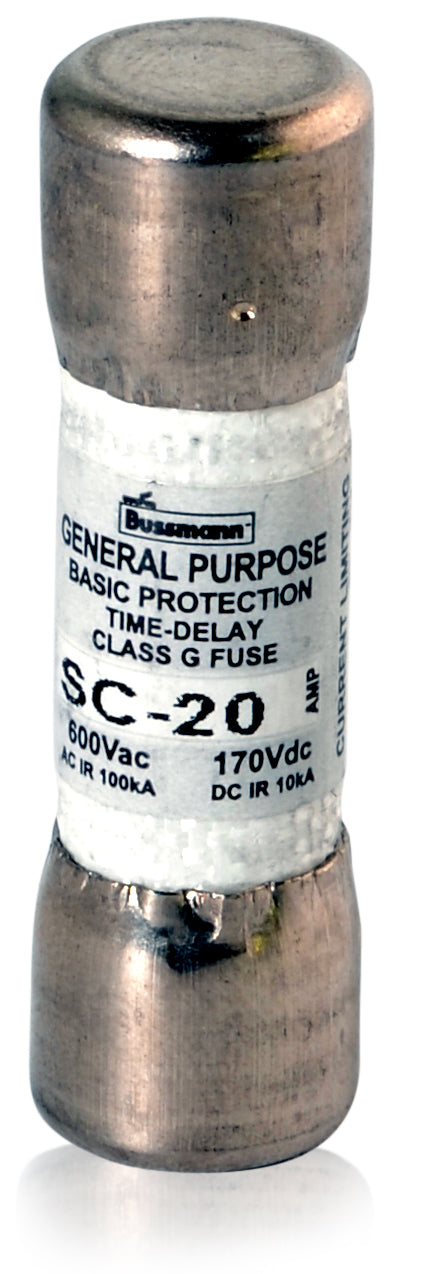 Bussmann
GENERAL PURPOSE
BASIC PROTECTION
TIME-DELAY
CLASS G FUSE
SC-20 AMP
600Vac 170Vdc
AC IR 100kA DC IR 10kA
CURRENT LIMITING